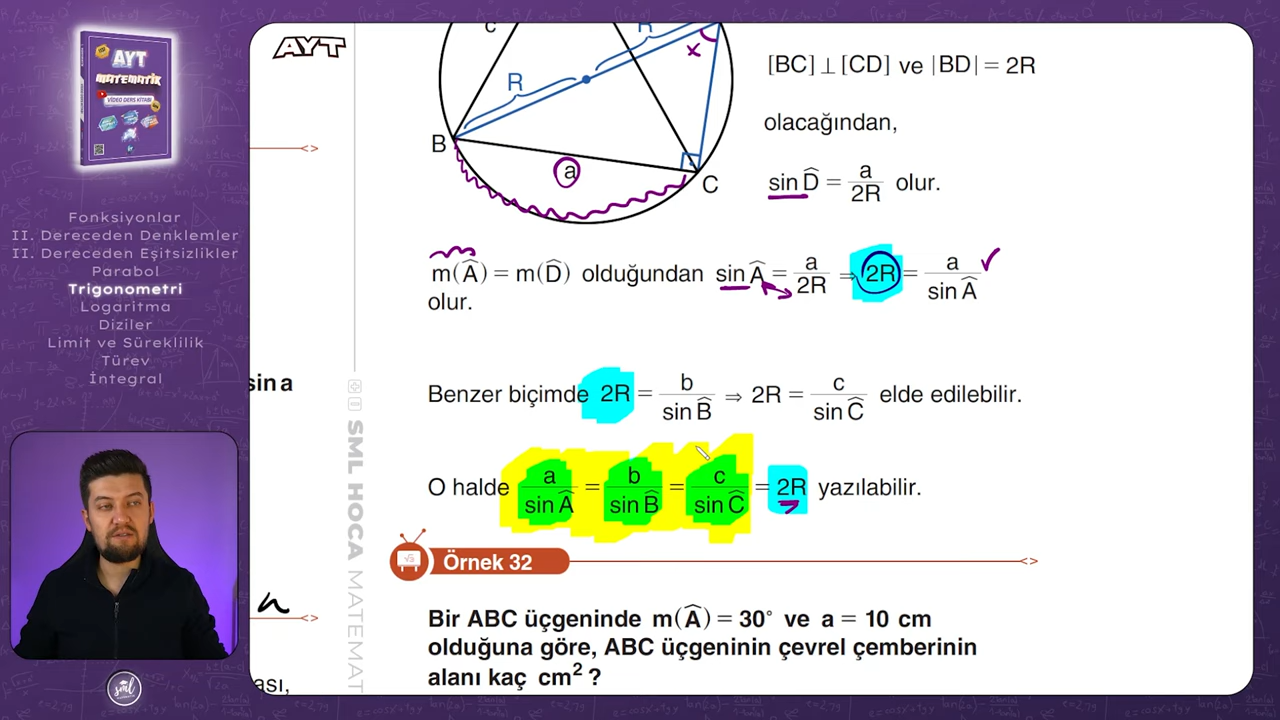 AYT
MATEMATİK
VİDEO DERS KİTABI
Fonksiyonlar
II. Dereceden Denklemler
II. Dereceden Eşitsizlikler
Parabol
Trigonometri
Logaritma
Diziler
Limit ve Süreklilik
Türev
İntegral
sml
AYT
sin a
n
ası,
SML HOCA MATEMAT
c
R
R
x
B
a
C
[BC] ⊥ [CD] ve |BD| = 2R
olacağından,
sin D̂ = a/2R olur.
m(Â) = m(D̂) olduğundan sin  = a/2R ⇒ 2R = a/sin  ✓
olur.
Benzer biçimde 2R = b/sin B̂ ⇒ 2R = c/sin Ĉ elde edilebilir.
O halde a/sin  = b/sin B̂ = c/sin Ĉ = 2R yazılabilir.
√5 Örnek 32
Bir ABC üçgeninde m(Â) = 30° ve a = 10 cm
olduğuna göre, ABC üçgeninin çevrel çemberinin
alanı kaç cm² ?